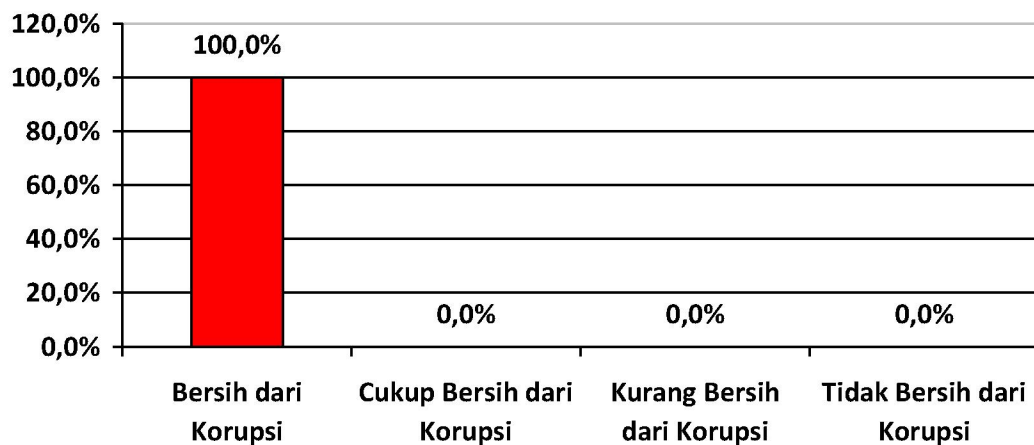 120,0%
100,0%
100,0%
80,0%
60,0%
40,0%
20,0%
0,0%
0,0%
0,0%
0,0%
Bersih dari
Korupsi
Cukup Bersih dari
Korupsi
Kurang Bersih
dari Korupsi
Tidak Bersih dari
Korupsi